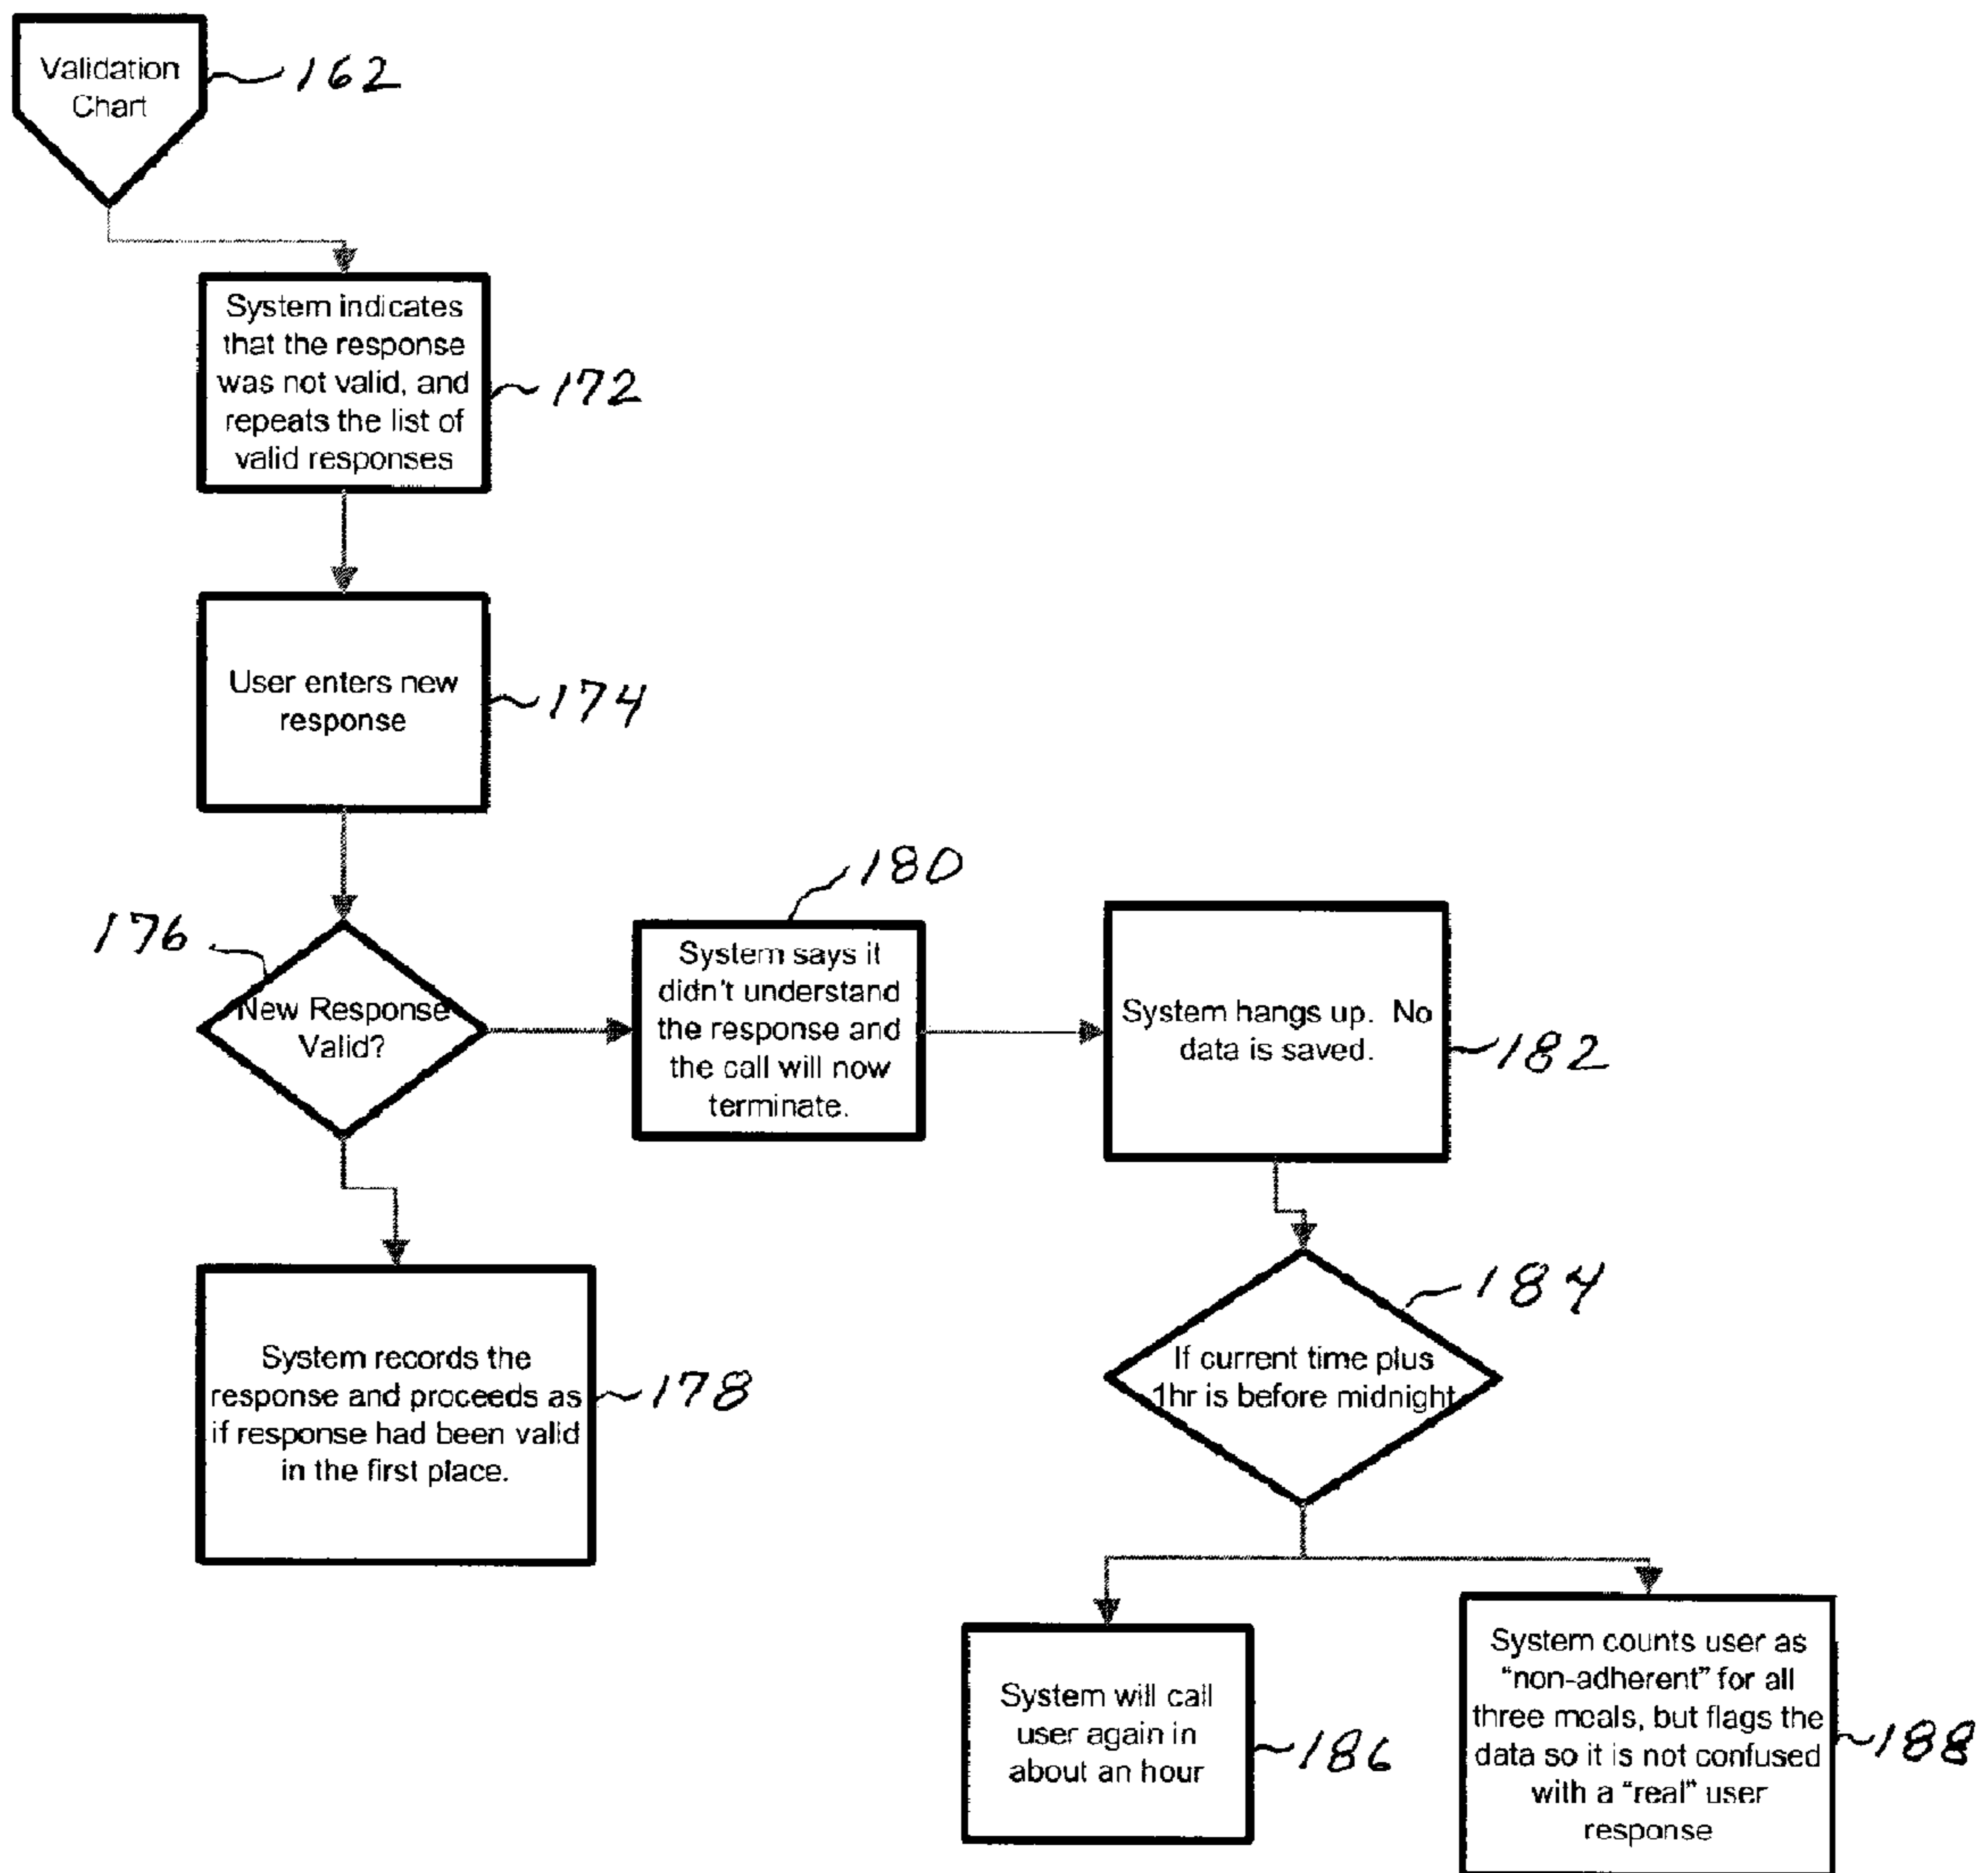 Validation
Chart
162
System indicates
that the response
was not valid, and
repeats the list of
valid responses
172
User enters new
response
174
176
New Response
Valid?
180
System says it
didn't understand
the response and
the call will now
terminate.
System hangs up. No
data is saved.
182
System records the
response and proceeds as
if response had been valid
in the first place.
178
184
If current time plus
1hr is before midnight
System will call
user again in
about an hour
186
System counts user as
“non-adherent” for all
three meals, but flags the
data so it is not confused
with a “real” user
response
188